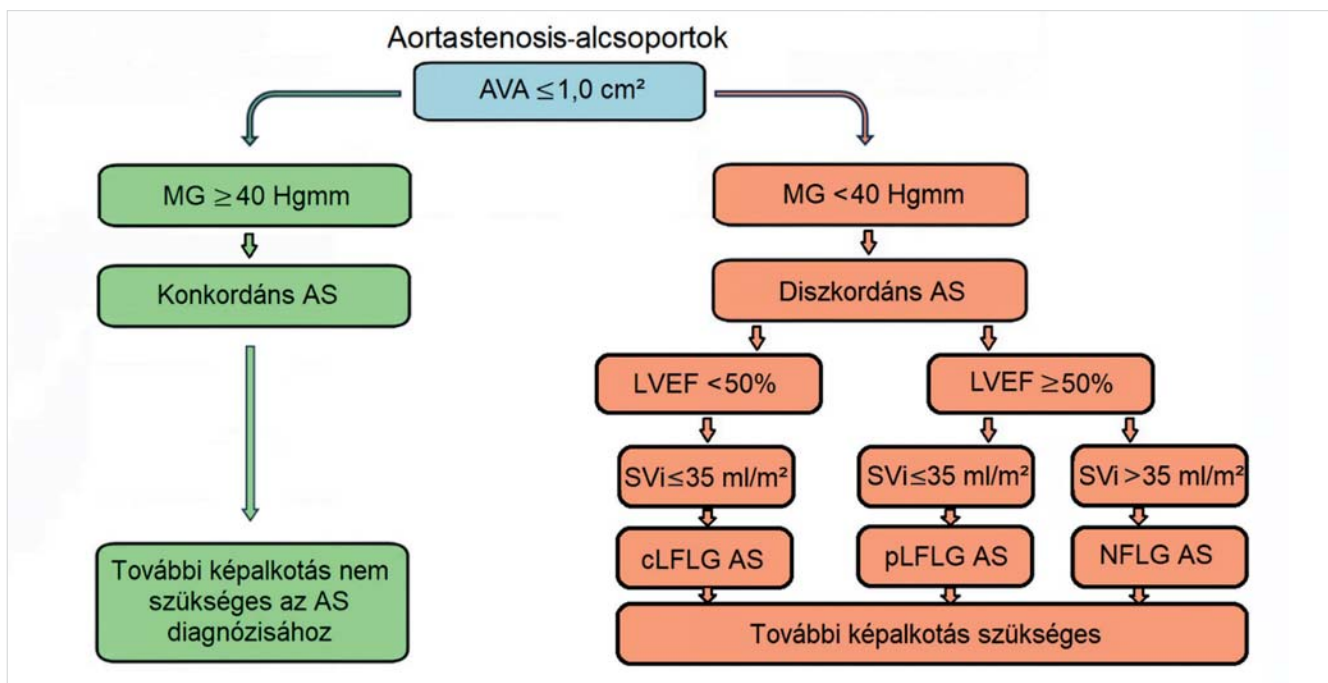 Aortastenosis-alcsoportok
AVA ≤1,0 cm²
MG ≥40 Hgmm
MG <40 Hgmm
Konkordáns AS
Diszkordáns AS
LVEF <50%
LVEF ≥50%
SVi≤35 ml/m²
SVi≤35 ml/m²
SVi>35 ml/m²
cLFLG AS
pLFLG AS
NFLG AS
További képalkotás nem
szükséges az AS
diagnózisához
További képalkotás szükséges